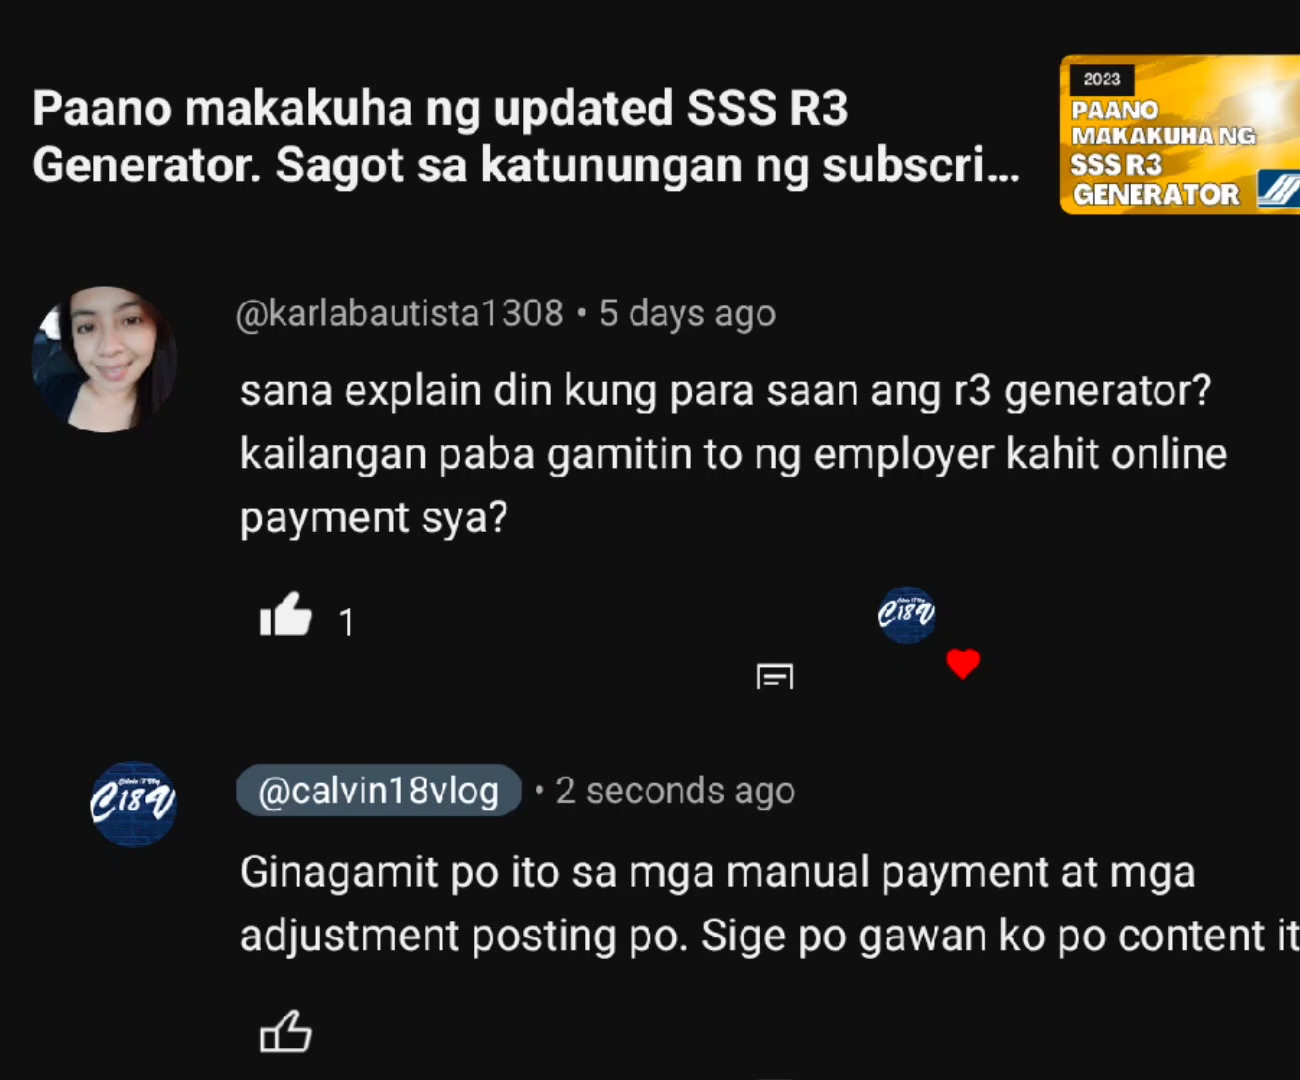 Paano makakuha ng updated SSS R3
Generator. Sagot sa katunungan ng subscri...
2023
PAANO
MAKAKUHA NG
SSS R3
GENERATOR
@karlabautista1308 • 5 days ago
sana explain din kung para saan ang r3 generator?
kailangan paba gamitin to ng employer kahit online
payment sya?
1
C18V
@calvin18vlog • 2 seconds ago
C18V
Ginagamit po ito sa mga manual payment at mga
adjustment posting po. Sige po gawan ko po content it